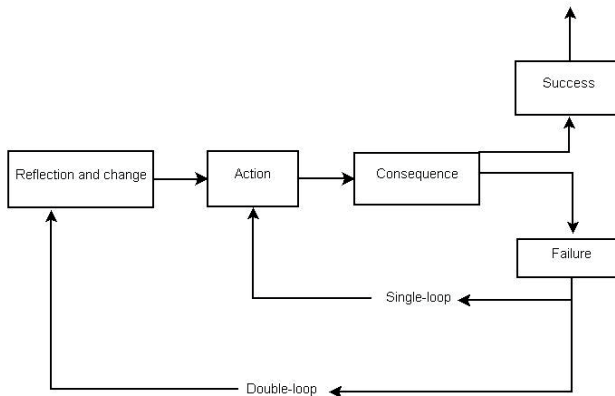 Success
Reflection and change
Action
Consequence
Failure
Single-loop
Double-loop